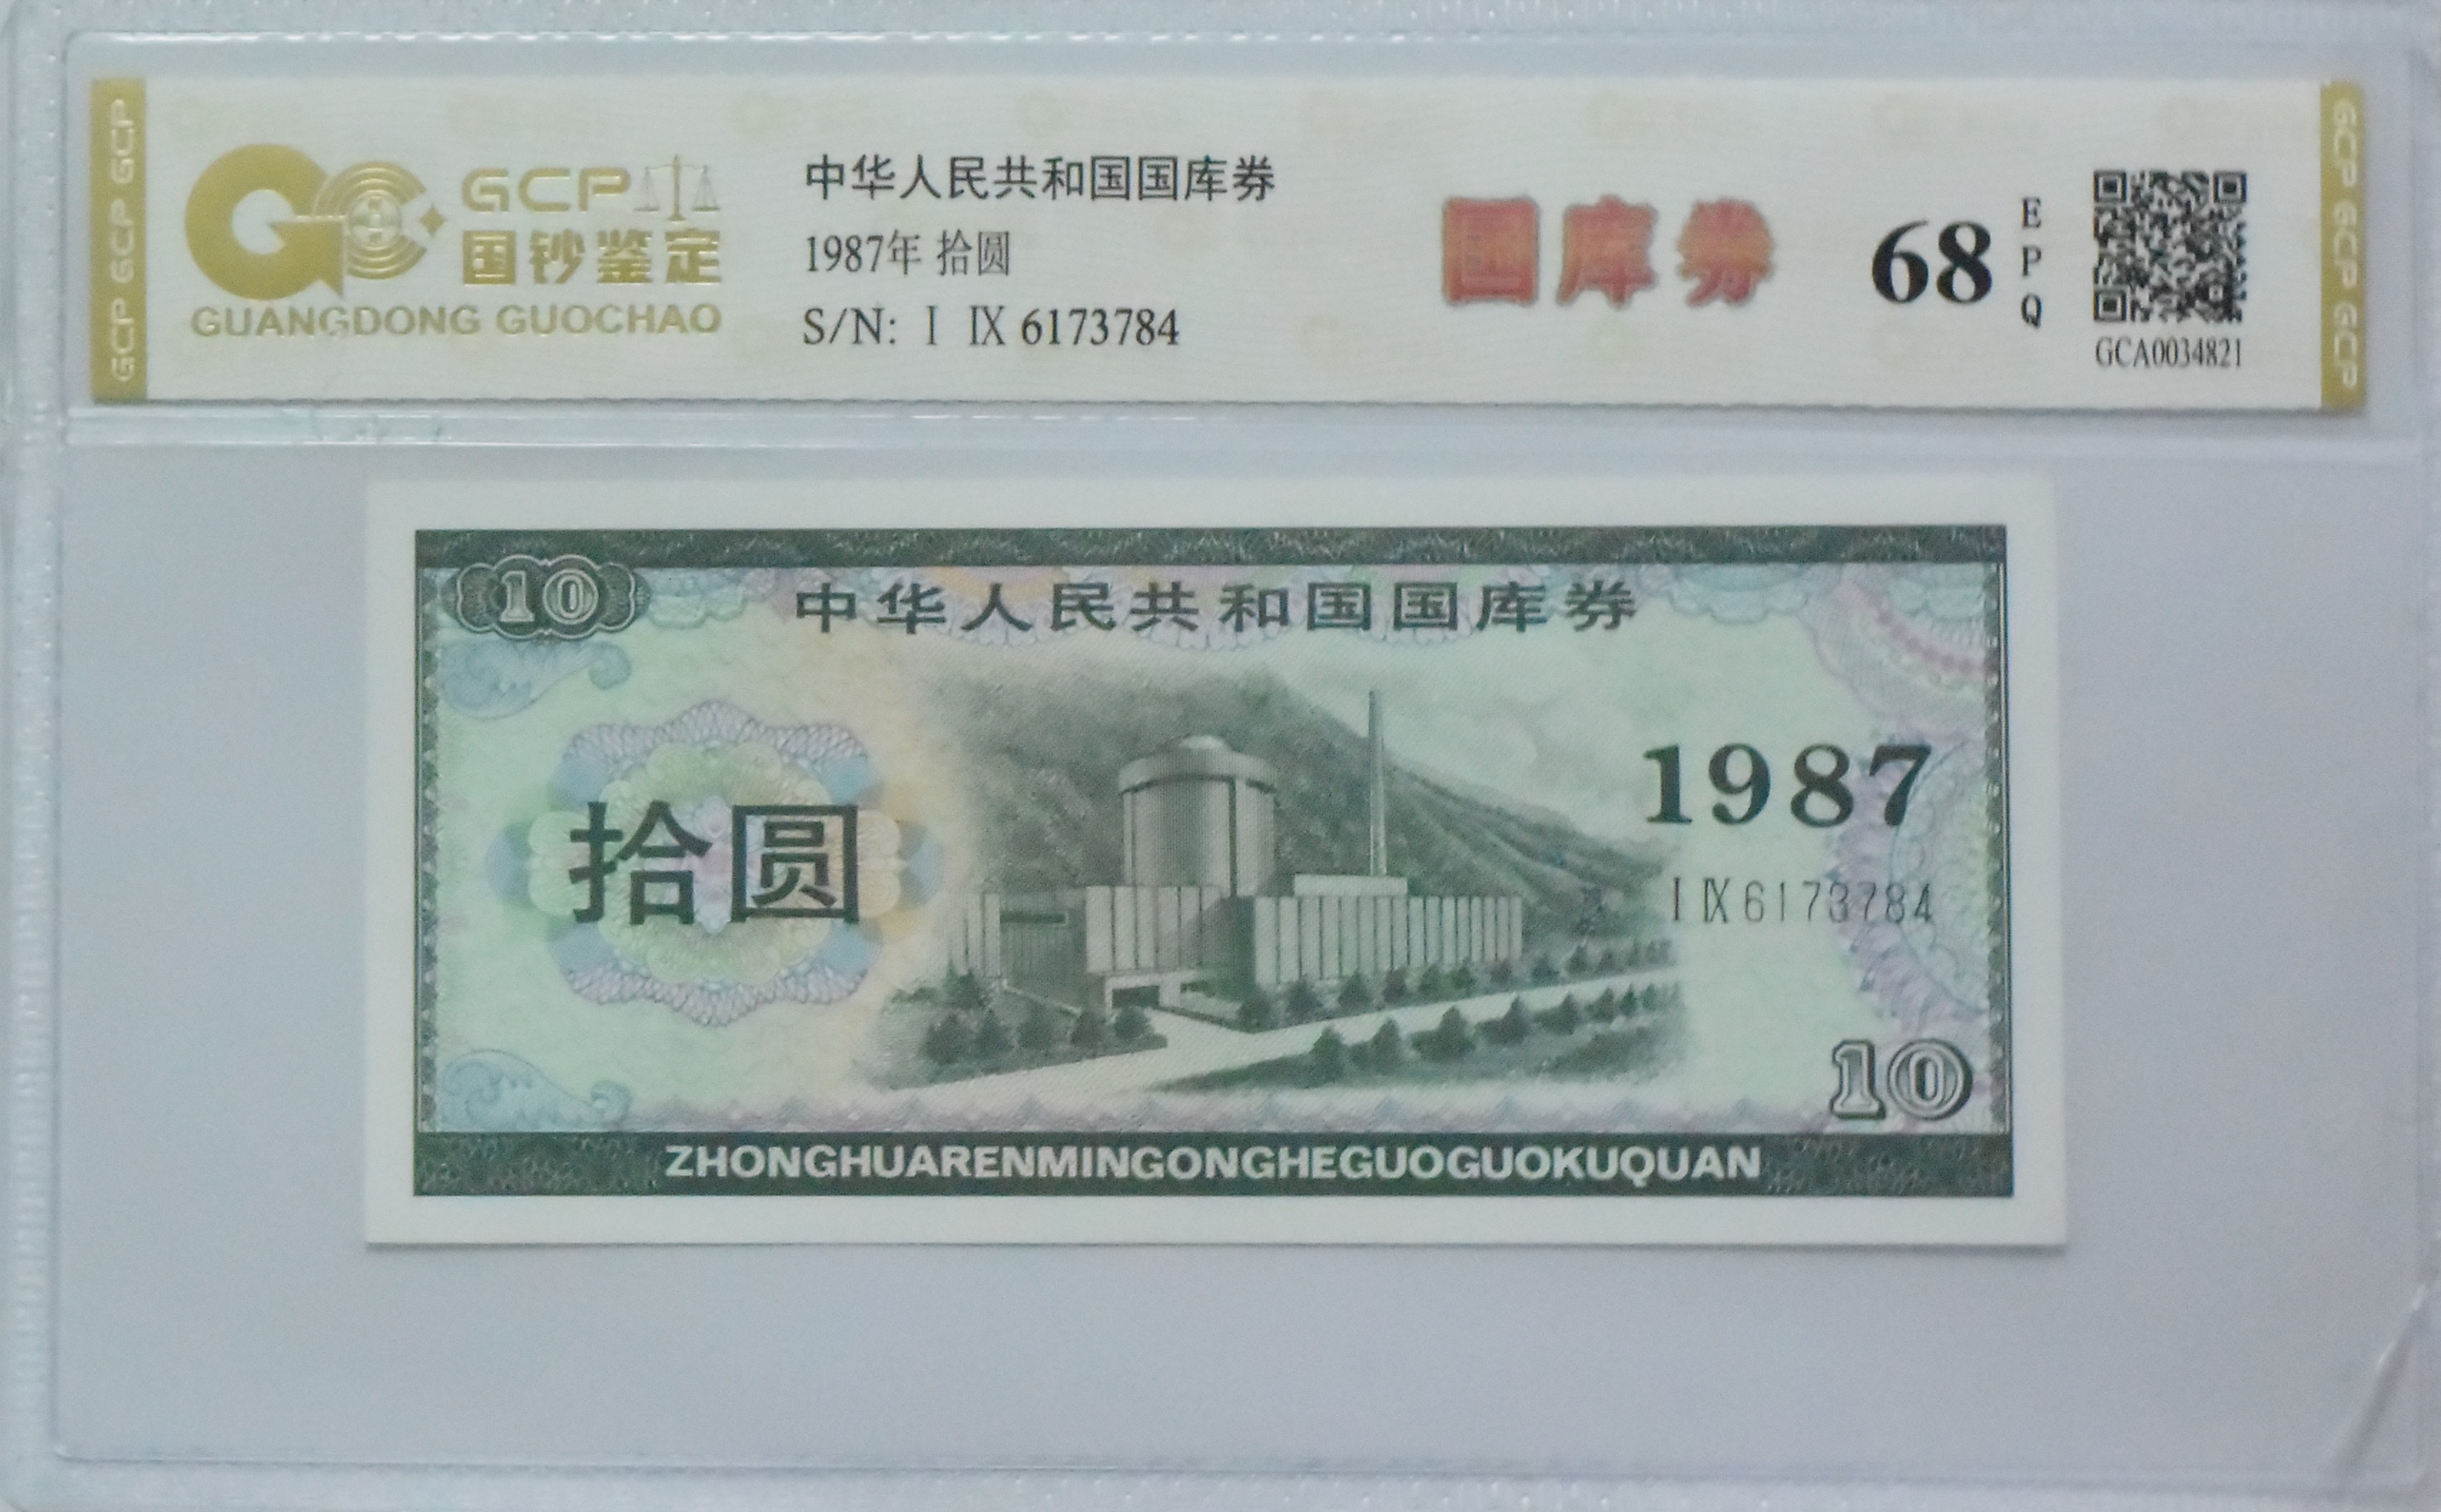 GCP GCP GCP
GCP
国钞鉴定
GUANGDONG GUOCHAO
中华人民共和国国库券
1987年 拾圆
S/N: I IX 6173784
国库券
68
E
P
Q
GCA0034821
GCP GCP GCP
10
中华人民共和国国库券
拾圆
1987
I IX 6173784
10
ZHONGHUARENMINGONGHEGUOGUOKUQUAN